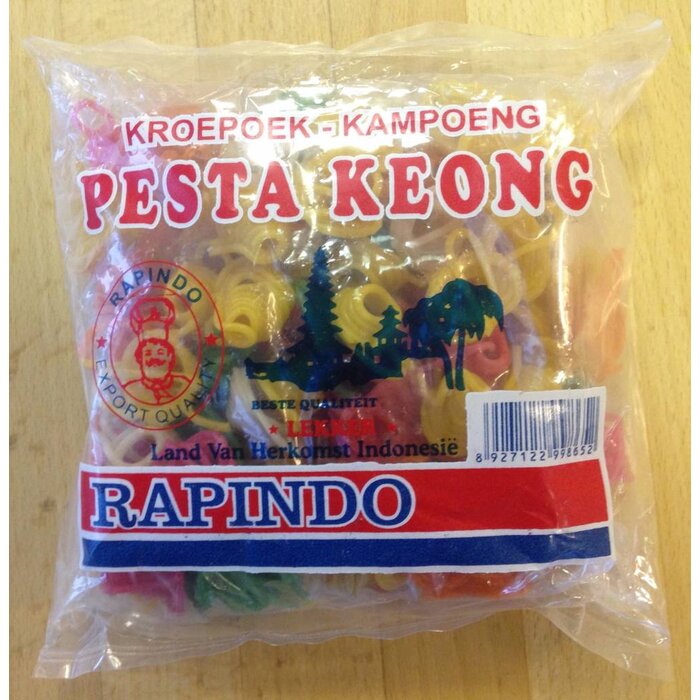 KROEPOEK - KAMPOENG
PESTA KEONG
RAPINDO
EXPORT QUALITY
BESTE QUALITEIT
★ LEKKER ★
Land Van Herkomst Indonesië
8 927122 998652
RAPINDO